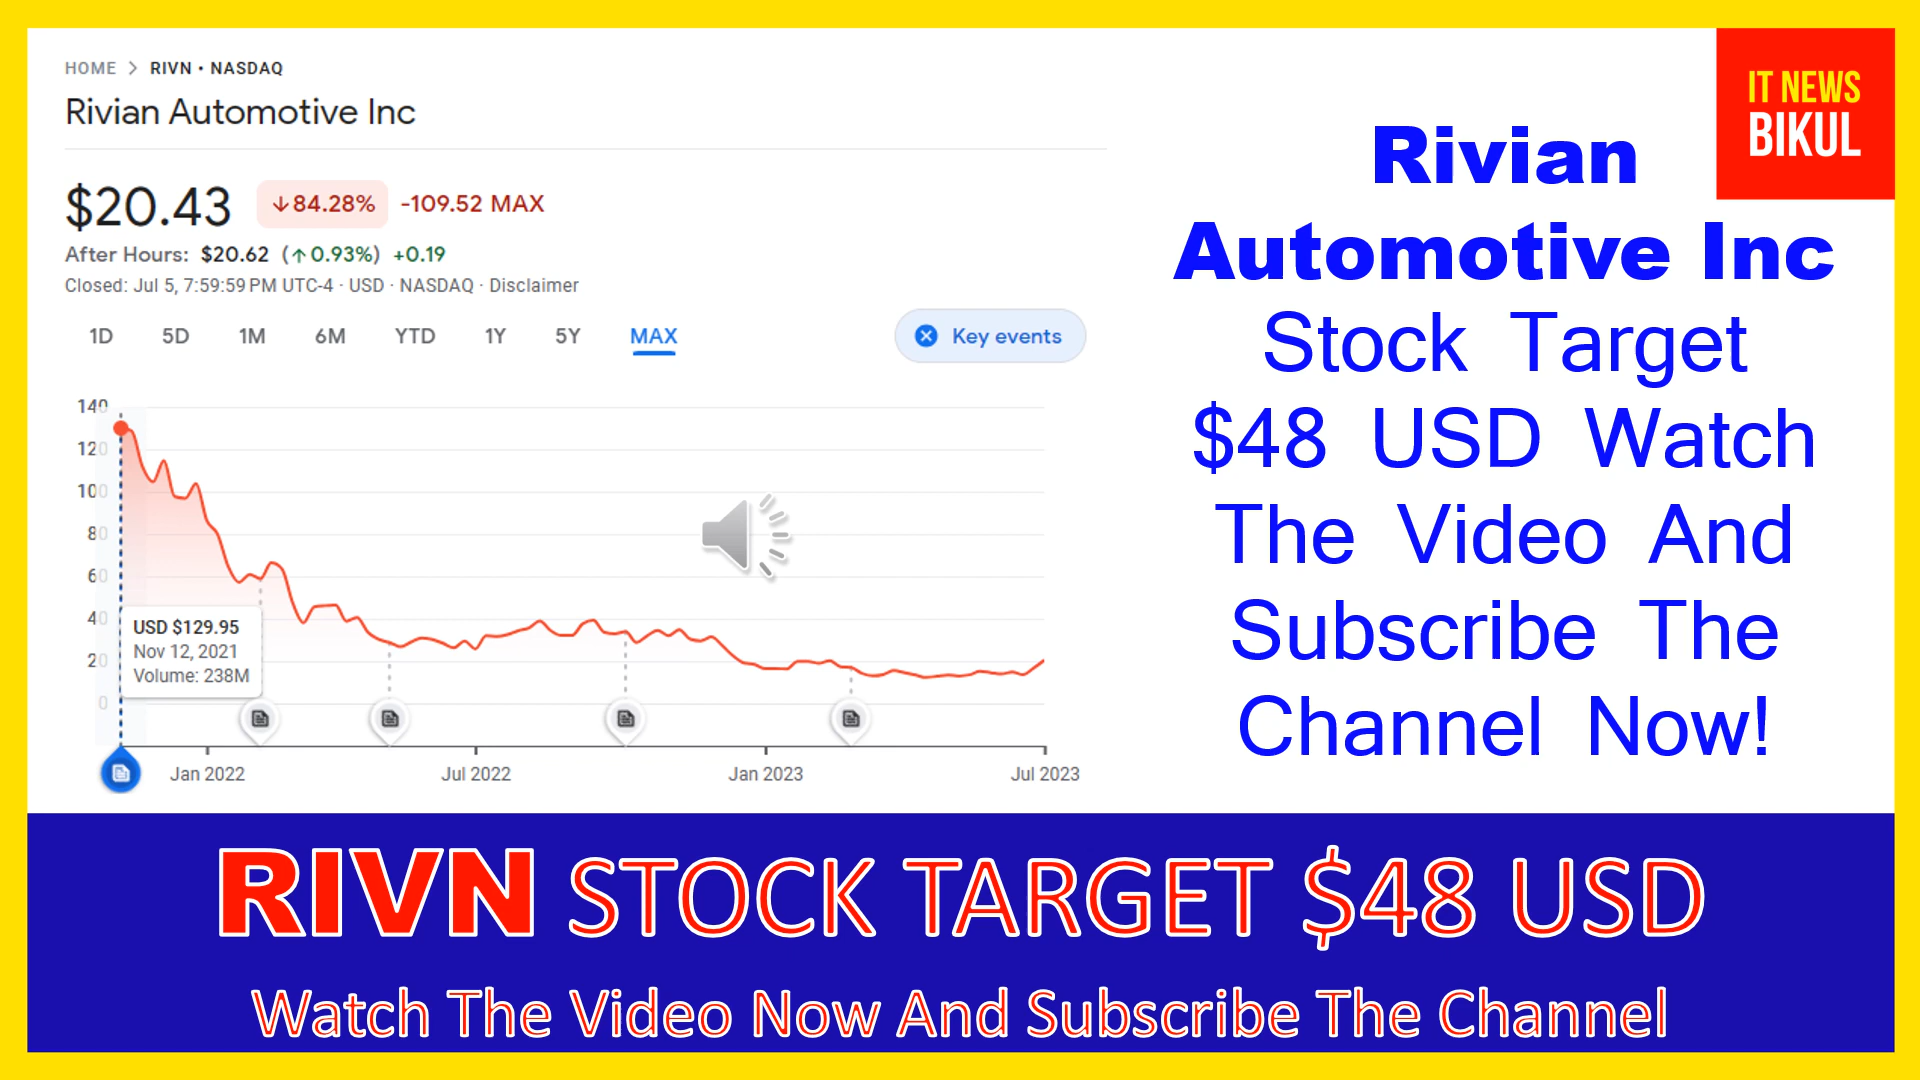 HOME > RIVN • NASDAQ
Rivian Automotive Inc
$20.43 ↓84.28% -109.52 MAX
After Hours: $20.62 (↑0.93%) +0.19
Closed: Jul 5, 7:59:59 PM UTC-4 · USD · NASDAQ · Disclaimer
1D 5D 1M 6M YTD 1Y 5Y MAX
Key events
140
120
100
80
60
40
20
0
USD $129.95
Nov 12, 2021
Volume: 238M
Jan 2022 Jul 2022 Jan 2023 Jul 2023
IT NEWS
BIKUL
Rivian
Automotive Inc
Stock Target
$48 USD Watch
The Video And
Subscribe The
Channel Now!
RIVN STOCK TARGET $48 USD
Watch The Video Now And Subscribe The Channel